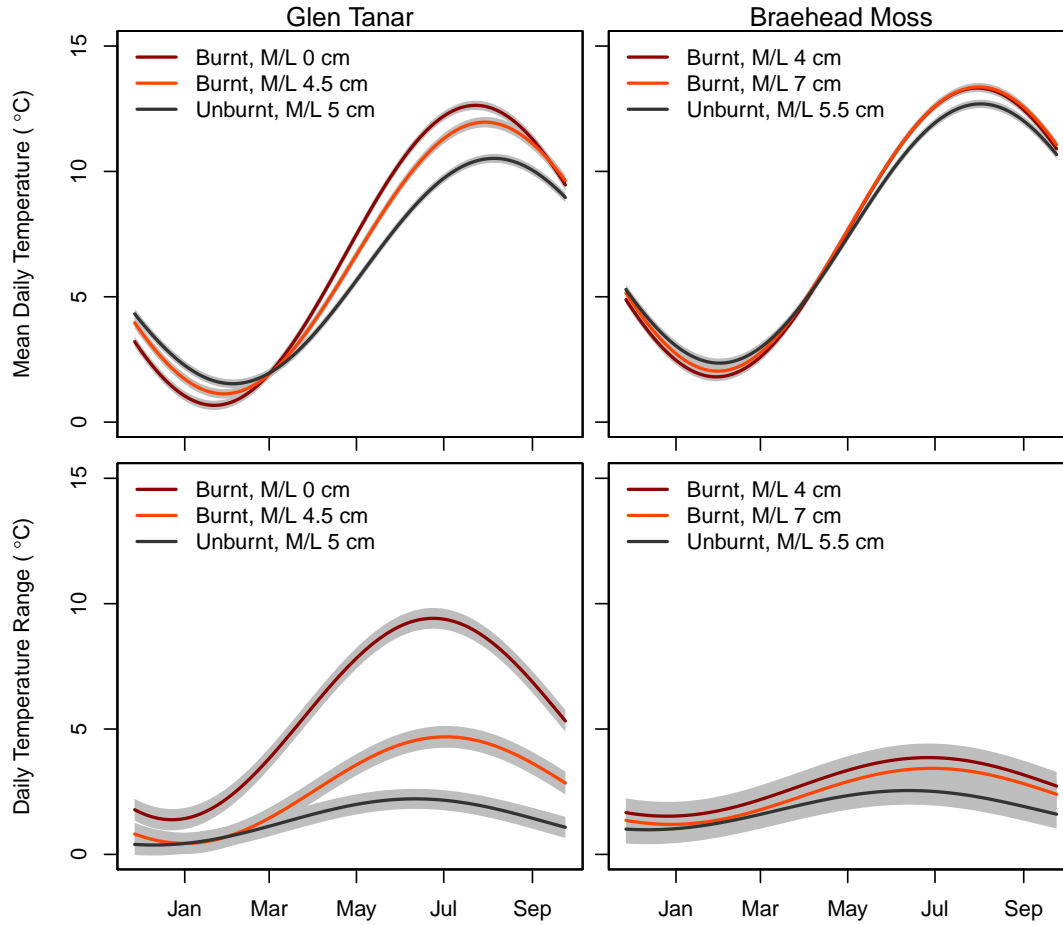 Glen Tanar
Braehead Moss
Mean Daily Temperature ( °C)
15
10
5
0
Burnt, M/L 0 cm
Burnt, M/L 4.5 cm
Unburnt, M/L 5 cm
Burnt, M/L 4 cm
Burnt, M/L 7 cm
Unburnt, M/L 5.5 cm
Daily Temperature Range ( °C)
15
10
5
0
Burnt, M/L 0 cm
Burnt, M/L 4.5 cm
Unburnt, M/L 5 cm
Burnt, M/L 4 cm
Burnt, M/L 7 cm
Unburnt, M/L 5.5 cm
Jan Mar May Jul Sep
Jan Mar May Jul Sep